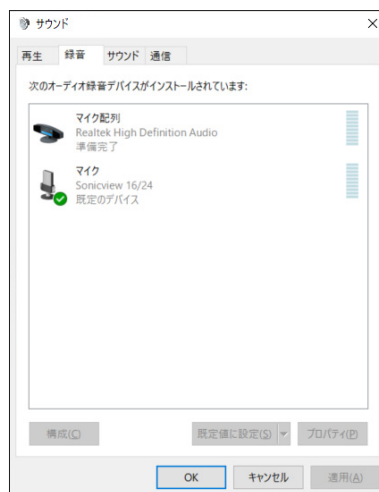 サウンド
再生 録音 サウンド 通信
次のオーディオ録音デバイスがインストールされています:
マイク配列
Realtek High Definition Audio
準備完了
マイク
Sonicview 16/24
既定のデバイス
構成(C) 既定値に設定(S) プロパティ(P)
OK キャンセル 適用(A)